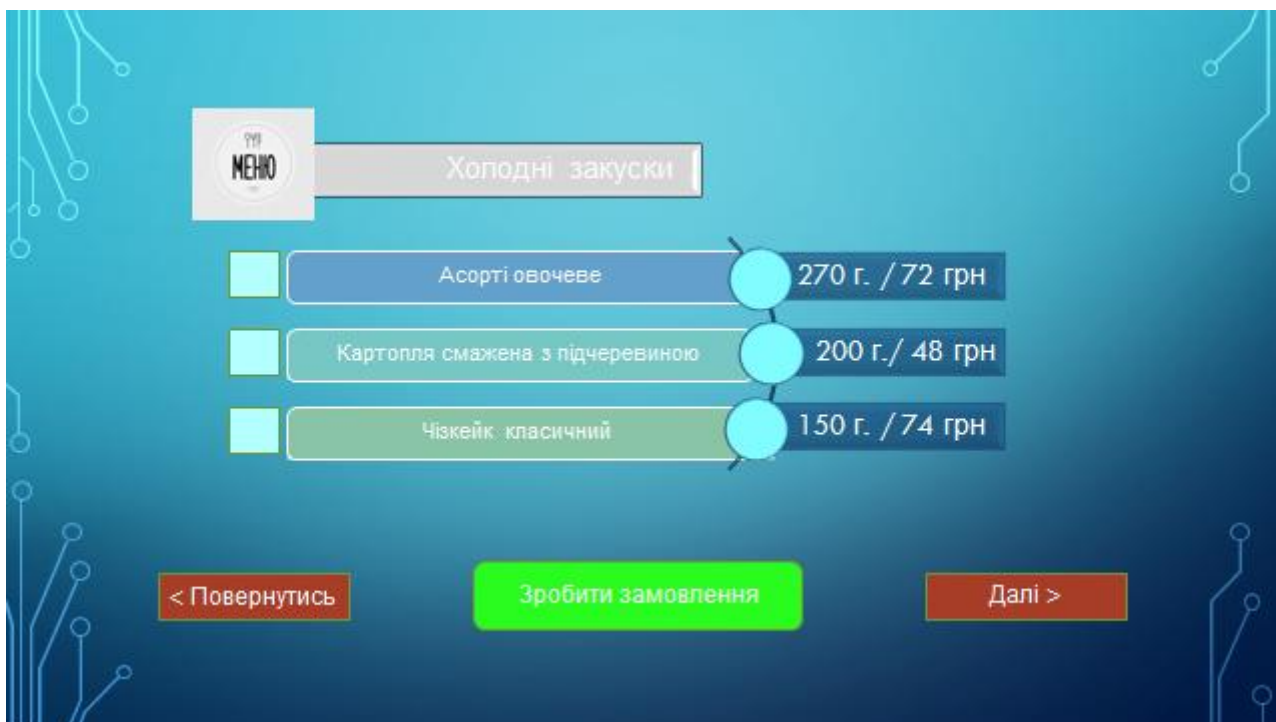 МЕНЮ
Холодні закуски
Асорті овочеве
270 г. / 72 грн
Картопля смажена з підчеревиною
200 г./ 48 грн
Чізкейк класичний
150 г. / 74 грн
< Повернутись
Зробити замовлення
Далі >